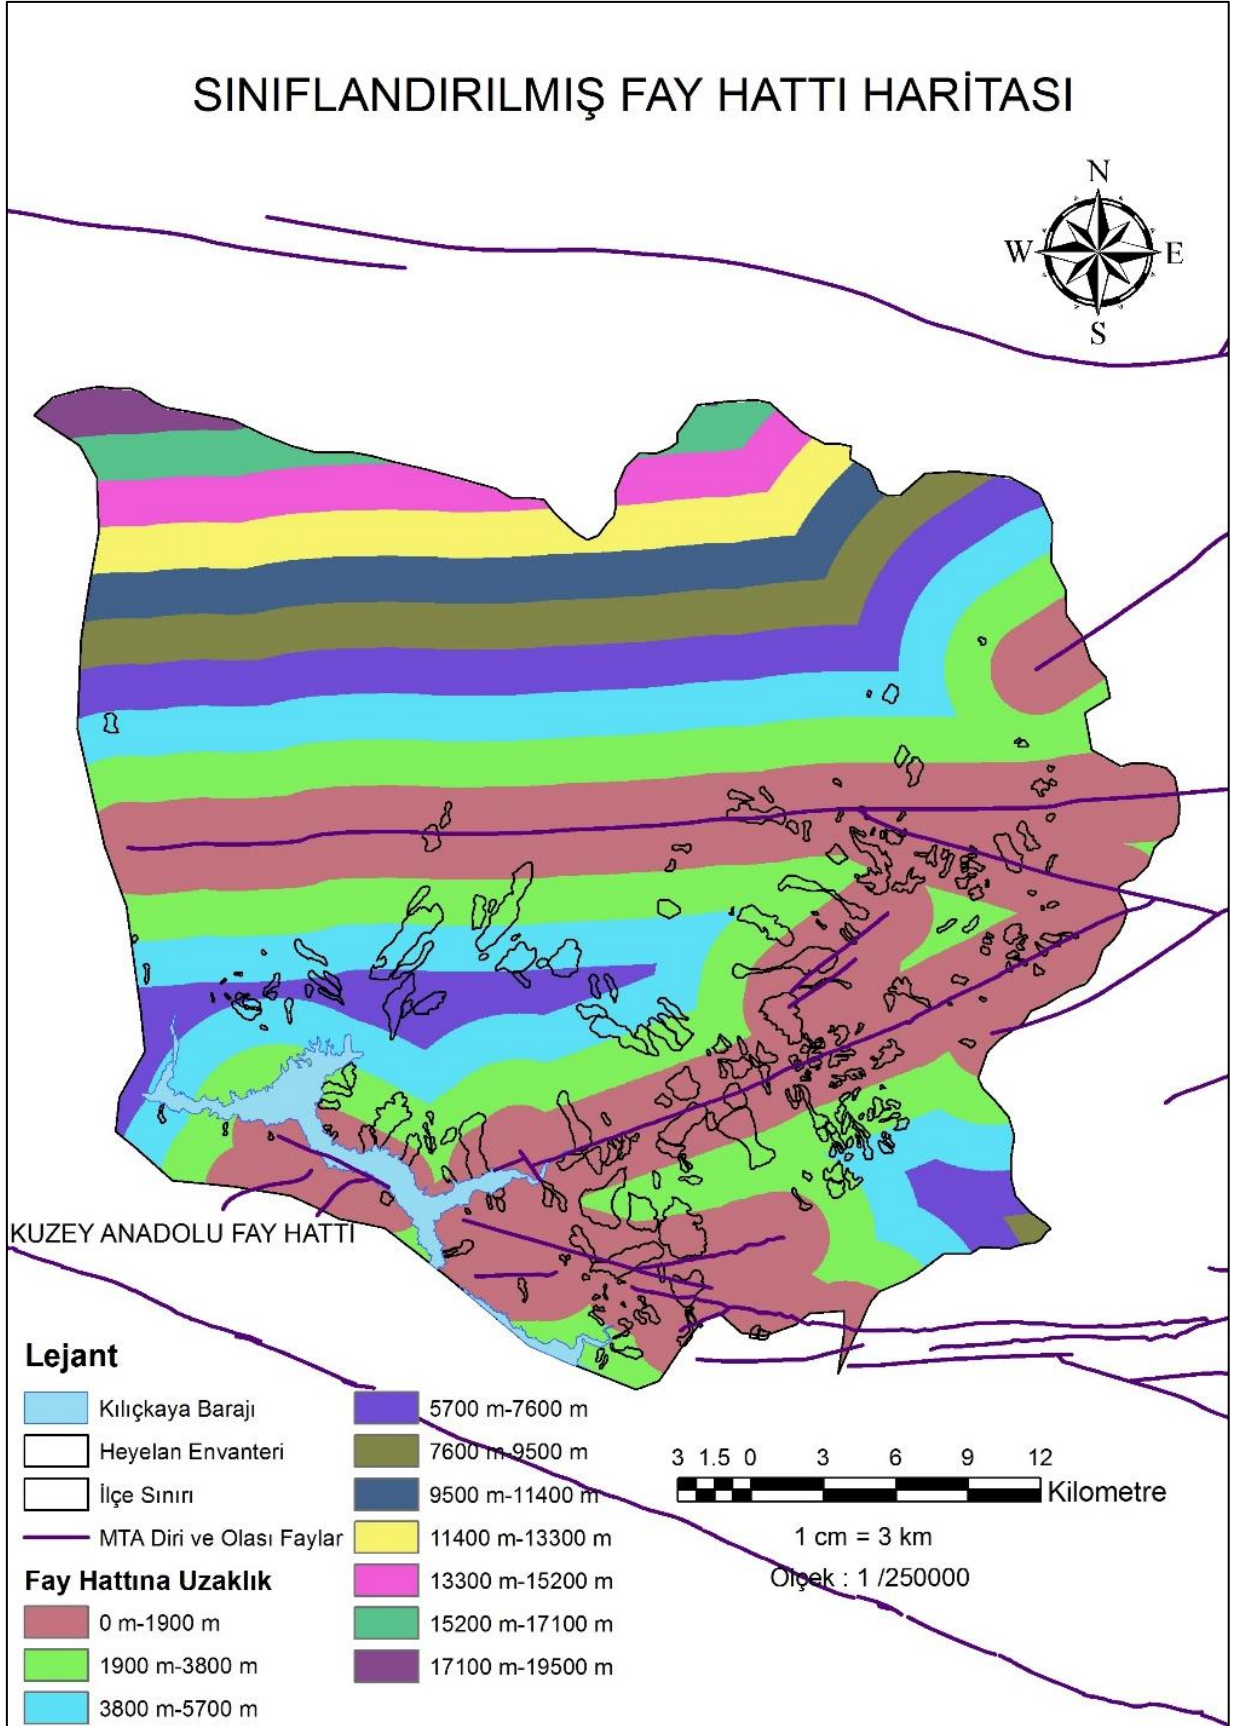 SINIFLANDIRILMIŞ FAY HATTI HARİTASI
N
W
E
S
KUZEY ANADOLU FAY HATTI
Lejant
Kılıçkaya Barajı
Heyelan Envanteri
İlçe Sınırı
MTA Diri ve Olası Faylar
Fay Hattına Uzaklık
0 m-1900 m
1900 m-3800 m
3800 m-5700 m
5700 m-7600 m
7600 m-9500 m
9500 m-11400 m
11400 m-13300 m
13300 m-15200 m
15200 m-17100 m
17100 m-19500 m
3 1.5 0 3 6 9 12
Kilometre
1 cm = 3 km
Ölçek : 1 /250000